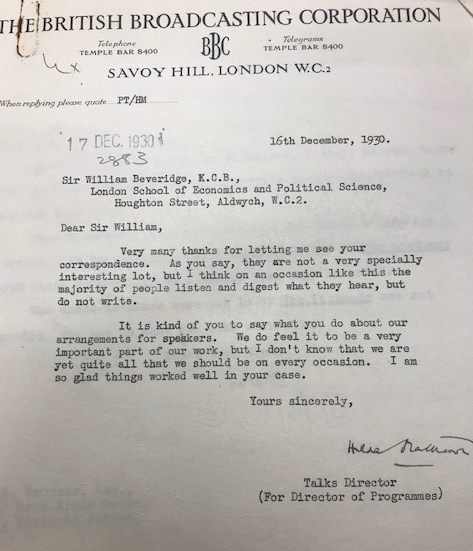 THE BRITISH BROADCASTING CORPORATION
Telephone
TEMPLE BAR 8400
BBC
Telegrams
TEMPLE BAR 8400
SAVOY HILL, LONDON W.C.2
When replying please quote PT/HM
17 DEC. 1930
2883
16th December, 1930.
Sir William Beveridge, K.C.B.,
London School of Economics and Political Science,
Houghton Street, Aldwych, W.C.2.
Dear Sir William,
Very many thanks for letting me see your
correspondence. As you say, they are not a very specially
interesting lot, but I think on an occasion like this the
majority of people listen and digest what they hear, but
do not write.
It is kind of you to say what you do about our
arrangements for speakers. We do feel it to be a very
important part of our work, but I don't know that we are
yet quite all that we should be on every occasion. I am
so glad things worked well in your case.
Yours sincerely,
Hilda Matheson
Talks Director
(For Director of Programmes)